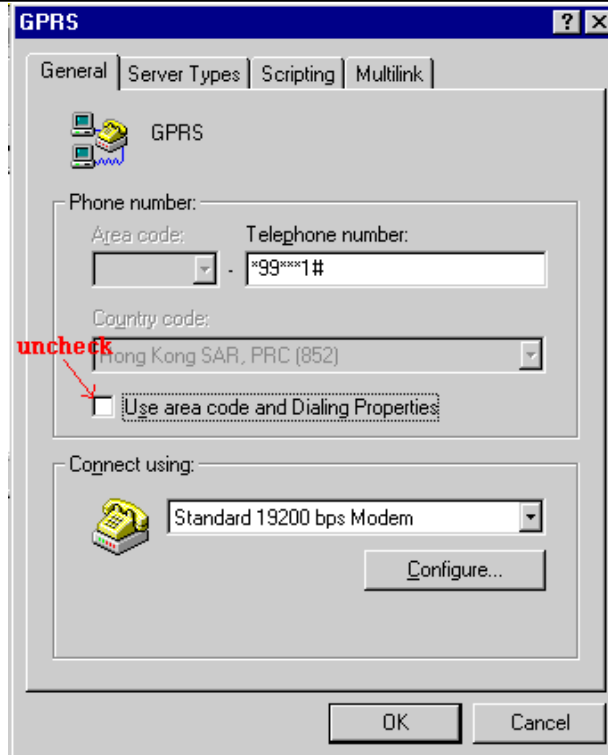 GPRS
General Server Types Scripting Multilink
GPRS
Phone number:
Area code: Telephone number:
- *99***1#
Country code:
uncheck
Hong Kong SAR, PRC (852)
Use area code and Dialing Properties
Connect using:
Standard 19200 bps Modem
Configure...
OK Cancel